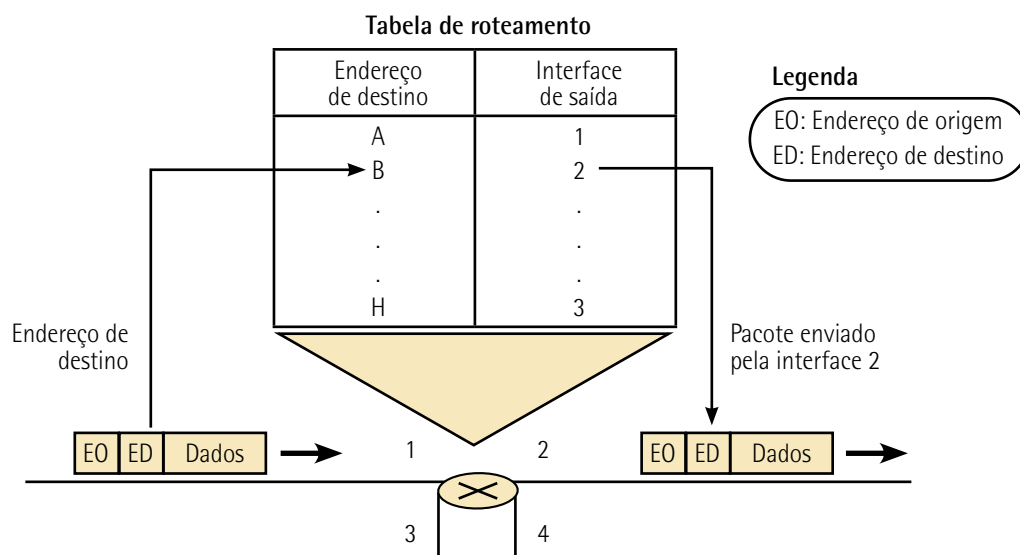 Tabela de roteamento
Endereço
de destino
Interface
de saída
A
1
B
2
.
.
.
.
.
.
H
3
Legenda
EO: Endereço de origem
ED: Endereço de destino
Endereço de
destino
Pacote enviado
pela interface 2
EO ED Dados
1
2
EO ED Dados
3
4